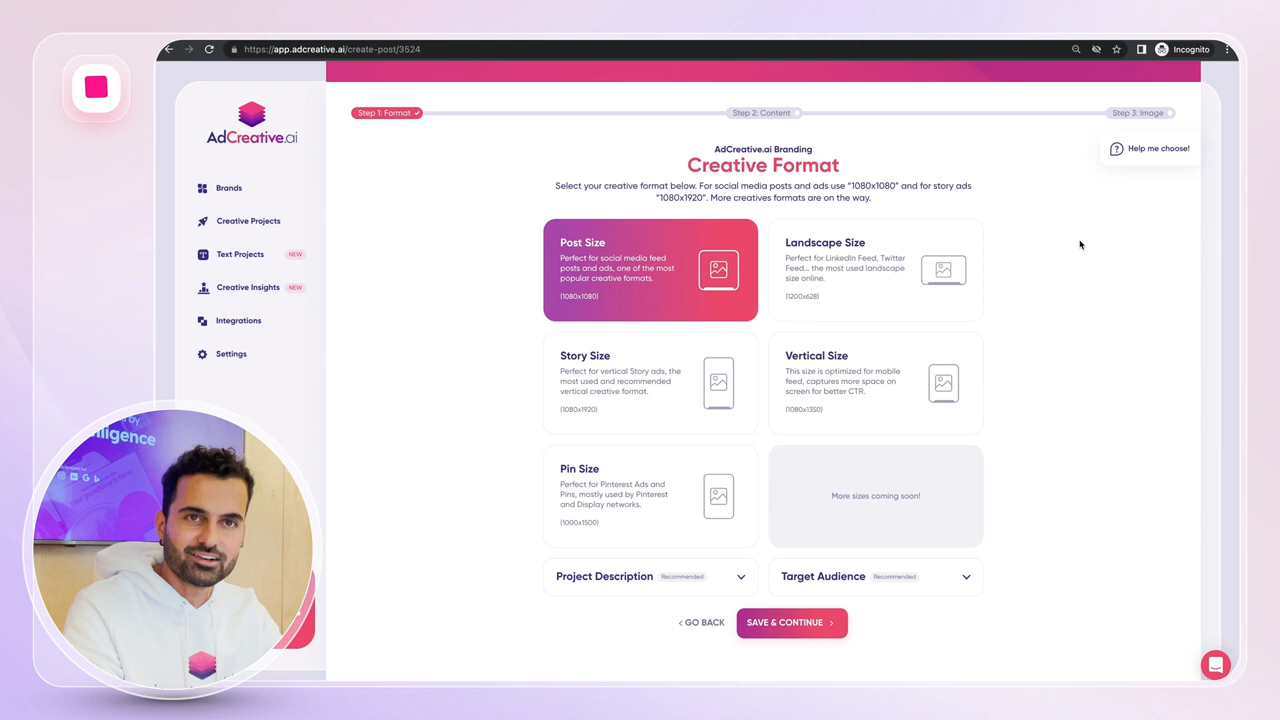 https://app.adcreative.ai/create-post/3524
Incognito
AdCreative.ai
Brands
Creative Projects
Text Projects NEW
Creative Insights NEW
Integrations
Settings
Step 1: Format
Step 2: Content
Step 3: Image
Help me choose!
AdCreative.ai Branding
Creative Format
Select your creative format below. For social media posts and ads use "1080x1080" and for story ads
"1080x1920". More creatives formats are on the way.
Post Size
Perfect for social media feed
posts and ads, one of the most
popular creative formats.
(1080x1080)
Landscape Size
Perfect for LinkedIn Feed, Twitter
Feed... the most used landscape
size online.
(1200x628)
Story Size
Perfect for vertical Story ads, the
most used and recommended
vertical creative format.
(1080x1920)
Vertical Size
This size is optimized for mobile
feed, captures more space on
screen for better CTR.
(1080x1350)
Pin Size
Perfect for Pinterest Ads and
Pins, mostly used by Pinterest
and Display networks.
(1000x1500)
More sizes coming soon!
Project Description Recommended
Target Audience Recommended
< GO BACK
SAVE & CONTINUE >
by